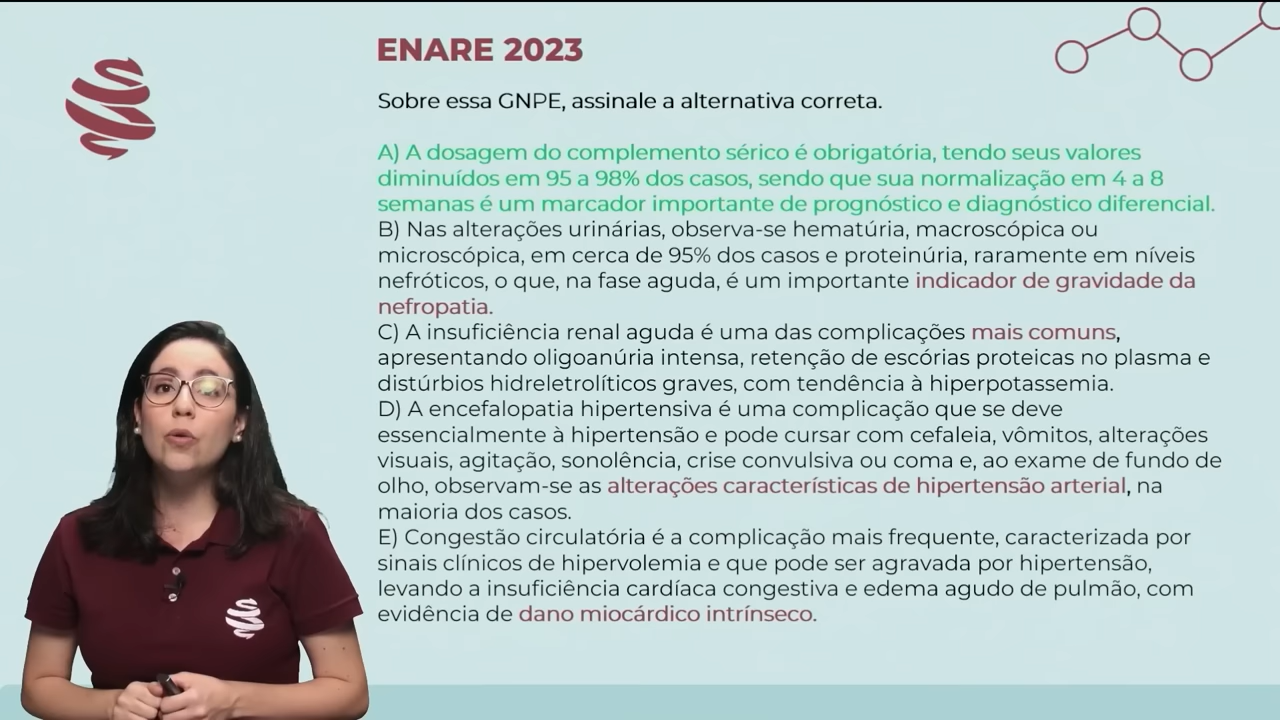 ENARE 2023
Sobre essa GNPE, assinale a alternativa correta.
A) A dosagem do complemento sérico é obrigatória, tendo seus valores
diminuídos em 95 a 98% dos casos, sendo que sua normalização em 4 a 8
semanas é um marcador importante de prognóstico e diagnóstico diferencial.
B) Nas alterações urinárias, observa-se hematúria, macroscópica ou
microscópica, em cerca de 95% dos casos e proteinúria, raramente em níveis
nefróticos, o que, na fase aguda, é um importante indicador de gravidade da
nefropatia.
C) A insuficiência renal aguda é uma das complicações mais comuns,
apresentando oligoanúria intensa, retenção de escórias proteicas no plasma e
distúrbios hidreletrolíticos graves, com tendência à hiperpotassemia.
D) A encefalopatia hipertensiva é uma complicação que se deve
essencialmente à hipertensão e pode cursar com cefaleia, vômitos, alterações
visuais, agitação, sonolência, crise convulsiva ou coma e, ao exame de fundo de
olho, observam-se as alterações características de hipertensão arterial, na
maioria dos casos.
E) Congestão circulatória é a complicação mais frequente, caracterizada por
sinais clínicos de hipervolemia e que pode ser agravada por hipertensão,
levando a insuficiência cardíaca congestiva e edema agudo de pulmão, com
evidência de dano miocárdico intrínseco.